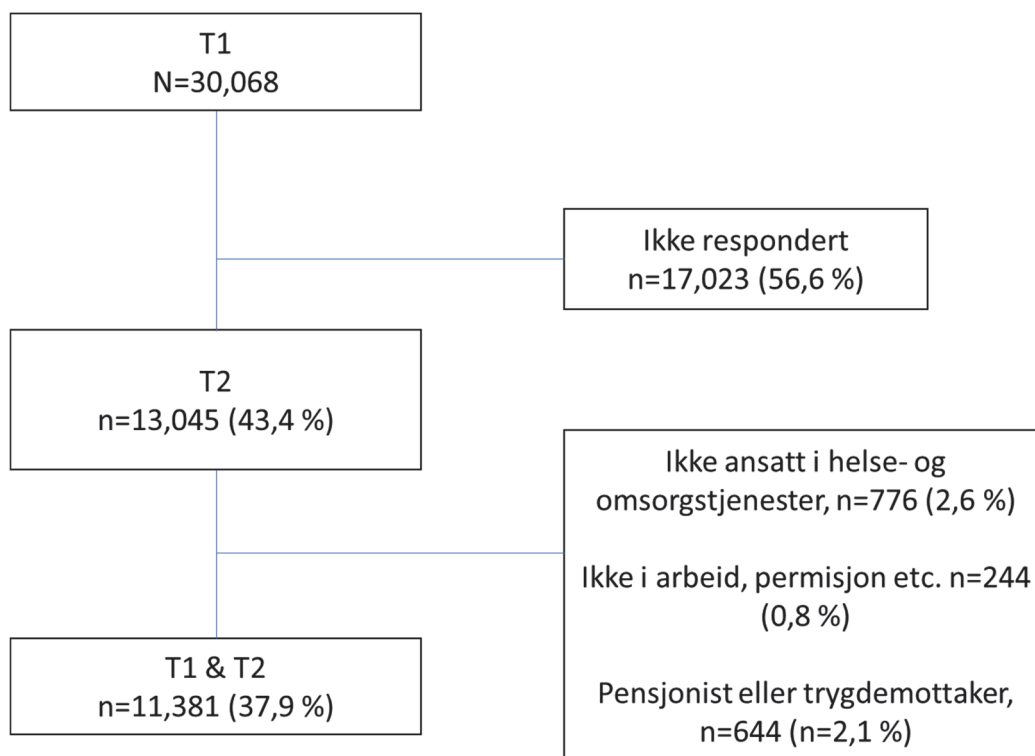 T1
N=30,068
Ikke respondert
n=17,023 (56,6 %)
T2
n=13,045 (43,4 %)
Ikke ansatt i helse- og
omsorgstjenester, n=776 (2,6 %)
Ikke i arbeid, permisjon etc. n=244
(0,8 %)
Pensjonist eller trygdemottaker,
n=644 (n=2,1 %)
T1 & T2
n=11,381 (37,9 %)